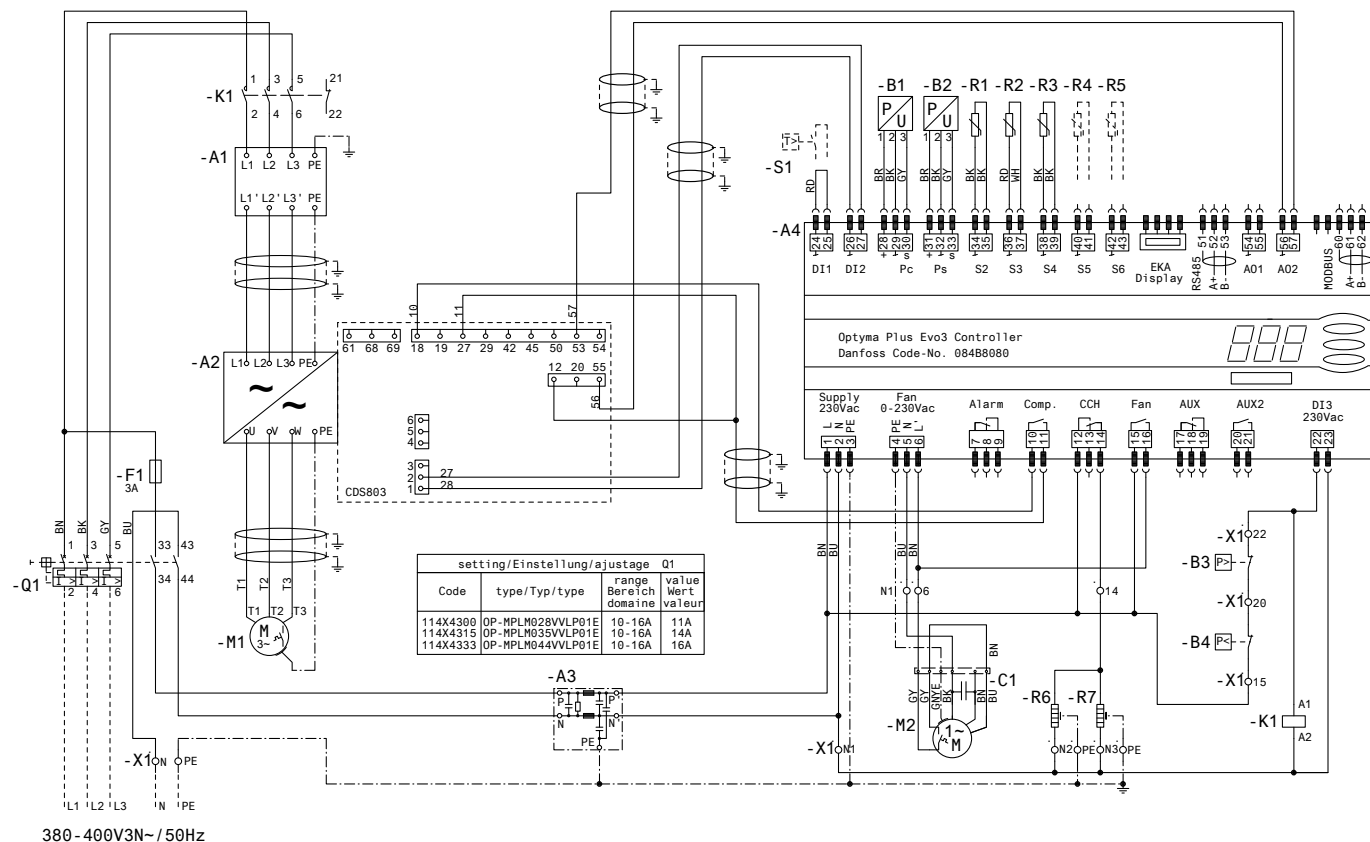 1 3 5 21
-K1
2 4 6 22
-A1
L1 L2 L3 PE
L1' L2' L3' PE
-A2
L1 L2 L3 PE
~
~
U V W PE
61 68 69 18 19 27 29 42 45 50 53 54
10 11 57
12 20 55
56
6
5
4
3
2
1
27
28
CDS803
-F1
3A
BN BK GY BU
1 3 5 33 43
-Q1
I> I> I>
2 4 6 34 44
T1 T2 T3
T1 T2 T3
-M1
M
3~
setting/Einstellung/ajustage Q1
Code type/Typ/type range Bereich domaine value Wert valeur
114X4300 OP-MPLM028VVLP01E 10-16A 11A
114X4315 OP-MPLM035VVLP01E 10-16A 14A
114X4333 OP-MPLM044VVLP01E 10-16A 16A
-A3
P P'
N N'
PE
-X1 N PE
L1 L2 L3 N PE
380-400V3N~/50Hz
-S1
T>
-B1 -B2 -R1 -R2 -R3 -R4 -R5
P U P U
1 2 3 1 2 3
RD BR BK GY BR BK GY BK BK RD WH BK BK
-A4
24 25 26 27 28 29 30 31 32 33 34 35 36 37 38 39 40 41 42 43 51 52 53 54 55 56 57 60 61 62
+ + + s + + s + + + + + + +
DI1 DI2 Pc Ps S2 S3 S4 S5 S6 EKA Display RS485 A+ B- AO1 AO2 MODBUS A+ B-
Optyma Plus Evo3 Controller
Danfoss Code-No. 084B8080
Supply 230Vac
Fan 0-230Vac
Alarm Comp. CCH Fan AUX AUX2
DI3 230Vac
L N PE PE N L'
1 2 3 4 5 6 7 8 9 10 11 12 13 14 15 16 17 18 19 20 21 22 23
BN BU BU BN
N1 6 14
-X1 22
-B3 P>
-X1 20
-B4 P<
-X1 15
-C1
BN
GY GY GNYE BK BN BU
-M2
1~
M
-R6 -R7
-K1
A1
A2
-X1 N1 N2 PE N3 PE